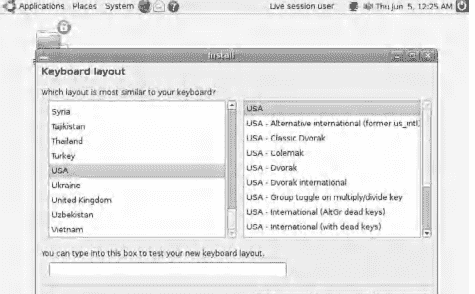 Applications Places System Live session user Thu Jun 5, 12:25 AM
Install
Keyboard layout
Which layout is most similar to your keyboard?
Syria
Tajikistan
Thailand
Turkey
USA
Ukraine
United Kingdom
Uzbekistan
Vietnam
USA
USA - Alternative international (former us_intl)
USA - Classic Dvorak
USA - Colemak
USA - Dvorak
USA - Dvorak international
USA - Group toggle on multiply/divide key
USA - International (AltGr dead keys)
USA - International (with dead keys)
You can type into this box to test your new keyboard layout.